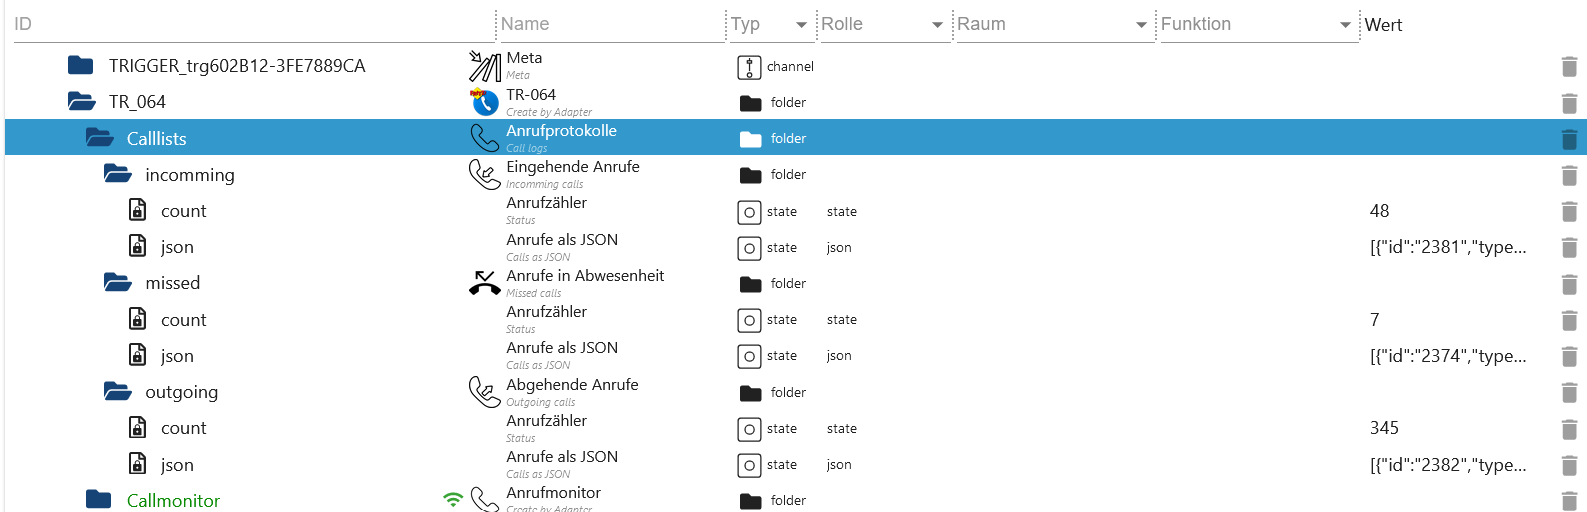 ID Name Typ Rolle Raum Funktion Wert
TRIGGER_trg602B12-3FE7889CA Meta channel
Meta
TR_064 TR-064 folder
Create by Adapter
Calllists Anrufprotokolle folder
Call logs
incomming Eingehende Anrufe folder
Incomming calls
count Anrufzähler state state 48
Status
json Anrufe als JSON state json [{"id":"2381","type...
Calls as JSON
missed Anrufe in Abwesenheit folder
Missed calls
count Anrufzähler state state 7
Status
json Anrufe als JSON state json [{"id":"2374","type...
Calls as JSON
outgoing Abgehende Anrufe folder
Outgoing calls
count Anrufzähler state state 345
Status
json Anrufe als JSON state json [{"id":"2382","type...
Calls as JSON
Callmonitor Anrufmonitor folder
Create by Adapter